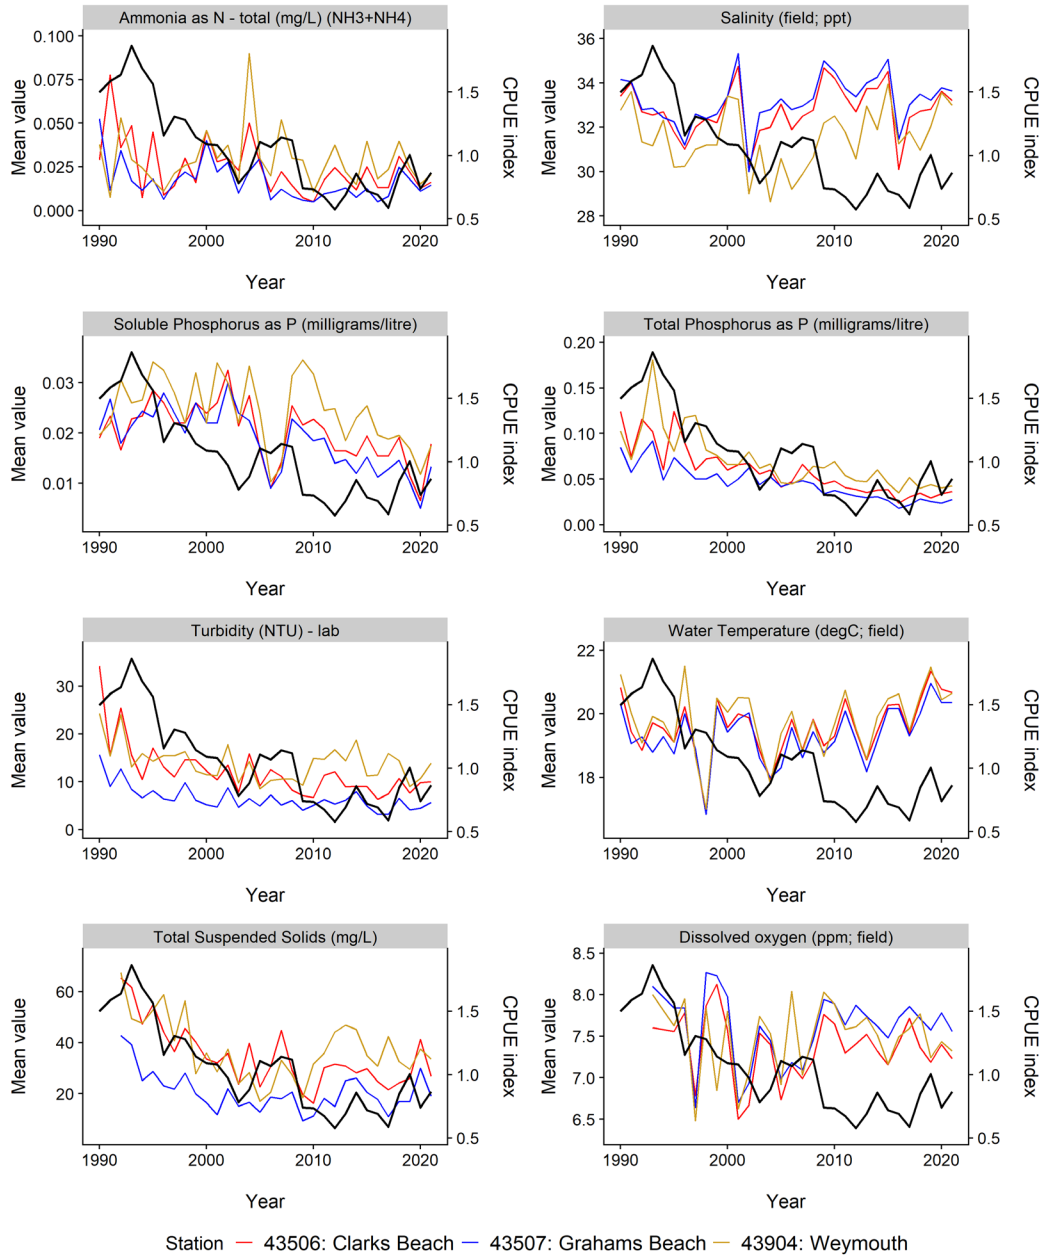 Ammonia as N - total (mg/L) (NH3+NH4)
Mean value
0.100
0.075
0.050
0.025
0.000
1.5
1.0
0.5
CPUE index
1990 2000 2010 2020
Year
Salinity (field; ppt)
Mean value
36
34
32
30
28
1.5
1.0
0.5
CPUE index
1990 2000 2010 2020
Year
Soluble Phosphorus as P (milligrams/litre)
Mean value
0.03
0.02
0.01
1.5
1.0
0.5
CPUE index
1990 2000 2010 2020
Year
Total Phosphorus as P (milligrams/litre)
Mean value
0.20
0.15
0.10
0.05
0.00
1.5
1.0
0.5
CPUE index
1990 2000 2010 2020
Year
Turbidity (NTU) - lab
Mean value
30
20
10
0
1.5
1.0
0.5
CPUE index
1990 2000 2010 2020
Year
Water Temperature (degC; field)
Mean value
22
20
18
1.5
1.0
0.5
CPUE index
1990 2000 2010 2020
Year
Total Suspended Solids (mg/L)
Mean value
60
40
20
1.5
1.0
0.5
CPUE index
1990 2000 2010 2020
Year
Dissolved oxygen (ppm; field)
Mean value
8.5
8.0
7.5
7.0
6.5
1.5
1.0
0.5
CPUE index
1990 2000 2010 2020
Year
Station 43506: Clarks Beach 43507: Grahams Beach 43904: Weymouth